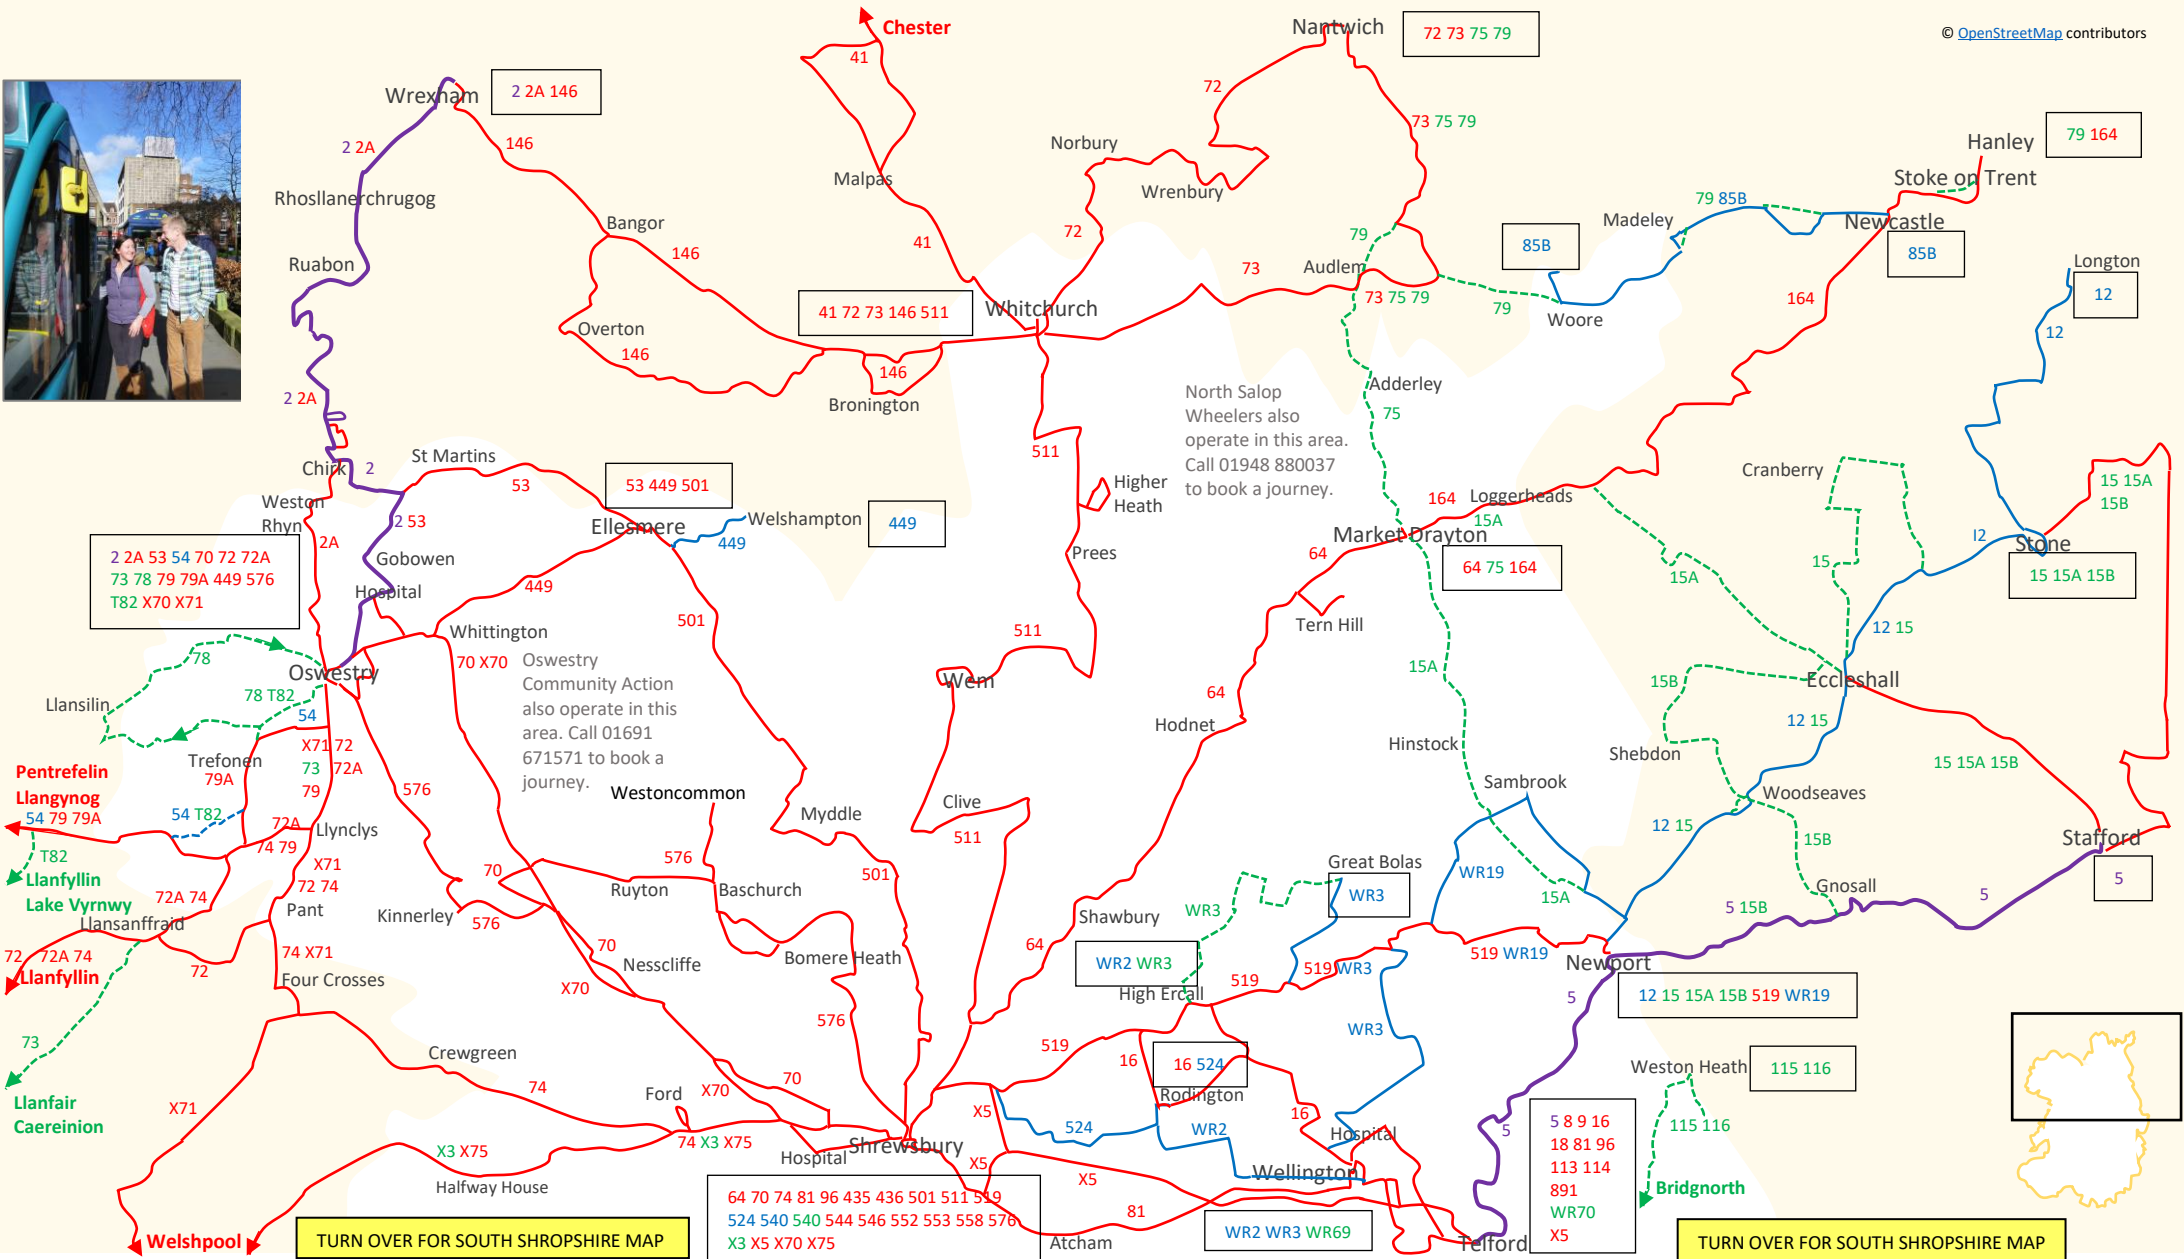 Chester
41
Nantwich
72 73 75 79
© OpenStreetMap contributors
Wrexham
2 2A 146
72
73 75 79
Hanley
79 164
2 2A
146
Norbury
Malpas
Wrenbury
Stoke on Trent
Rhosllanerchrugog
Bangor
79 85B
Madeley
Newcastle
85B
85B
146
41
72
79
Ruabon
73
Audlem
Longton
12
41 72 73 146 511
Whitchurch
73 75 79
79
Woore
164
12
Overton
146
146
Bronington
2 2A
Adderley
75
North Salop
Wheelers also
operate in this area.
Call 01948 880037
to book a journey.
511
Chirk
2
St Martins
53
53 449 501
Higher
Heath
Cranberry
15 15A
15B
Weston
Rhyn
2 53
Ellesmere
Welshampton
449
449
164
Loggerheads
15A
Market Drayton
I2
Stone
2A
Gobowen
Hospital
2 2A 53 54 70 72 72A
73 78 79 79A 449 576
T82 X70 X71
449
Prees
64
64 75 164
15A
15
15 15A 15B
501
Tern Hill
Whittington
511
12 15
78
70 X70
Oswestry
Community Action
also operate in this
area. Call 01691
671571 to book a
journey.
Oswestry
Wem
15A
Eccleshall
15B
Llansilin
78 T82
54
64
Hodnet
12 15
X71 72
73
72A
79
Trefonen
79A
Hinstock
Shebdon
15 15A 15B
Pentrefelin
Llangynog
54 79 79A
576
Westoncommon
Sambrook
Woodseaves
54 T82
72A
Llynclys
Myddle
Clive
511
12 15
15B
Stafford
74 79
T82
Llanfyllin
Lake Vyrnwy
X71
72 74
70
576
Ruyton
Baschurch
501
Great Bolas
WR3
WR19
5
72A 74
Pant
Kinnerley
576
Shawbury
WR3
15A
Gnosall
5 15B
5
Llansanffraid
72
72A 74
Llanfyllin
72
74 X71
Four Crosses
70
Nesscliffe
X70
Bomere Heath
64
WR2 WR3
High Ercall
519
519
WR3
519 WR19
Newport
12 15 15A 15B 519 WR19
5
73
576
WR3
Crewgreen
519
16
16 524
Rodington
Weston Heath
115 116
74
Ford
X70
70
Llanfair
Caereinion
X71
X5
524
WR2
16
Hospital
5
5 8 9 16
18 81 96
113 114
891
WR70
X5
115 116
X3 X75
74 X3 X75
Hospital
Shrewsbury
X5
X5
Wellington
Halfway House
Bridgnorth
64 70 74 81 96 435 436 501 511 519
524 540 540 544 546 552 553 558 576
X3 X5 X70 X75
81
Atcham
WR2 WR3 WR69
Telford
Welshpool
TURN OVER FOR SOUTH SHROPSHIRE MAP
TURN OVER FOR SOUTH SHROPSHIRE MAP